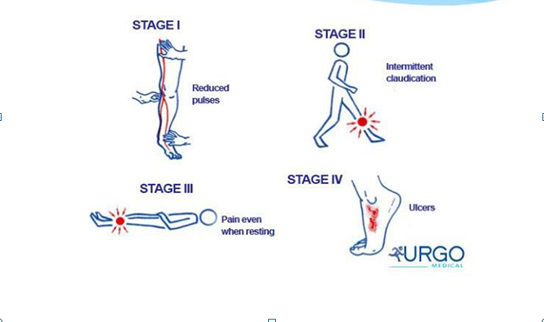 STAGE I
Reduced
pulses
STAGE II
Intermittent
claudication
STAGE III
Pain even
when resting
STAGE IV
Ulcers
URGO
MEDICAL